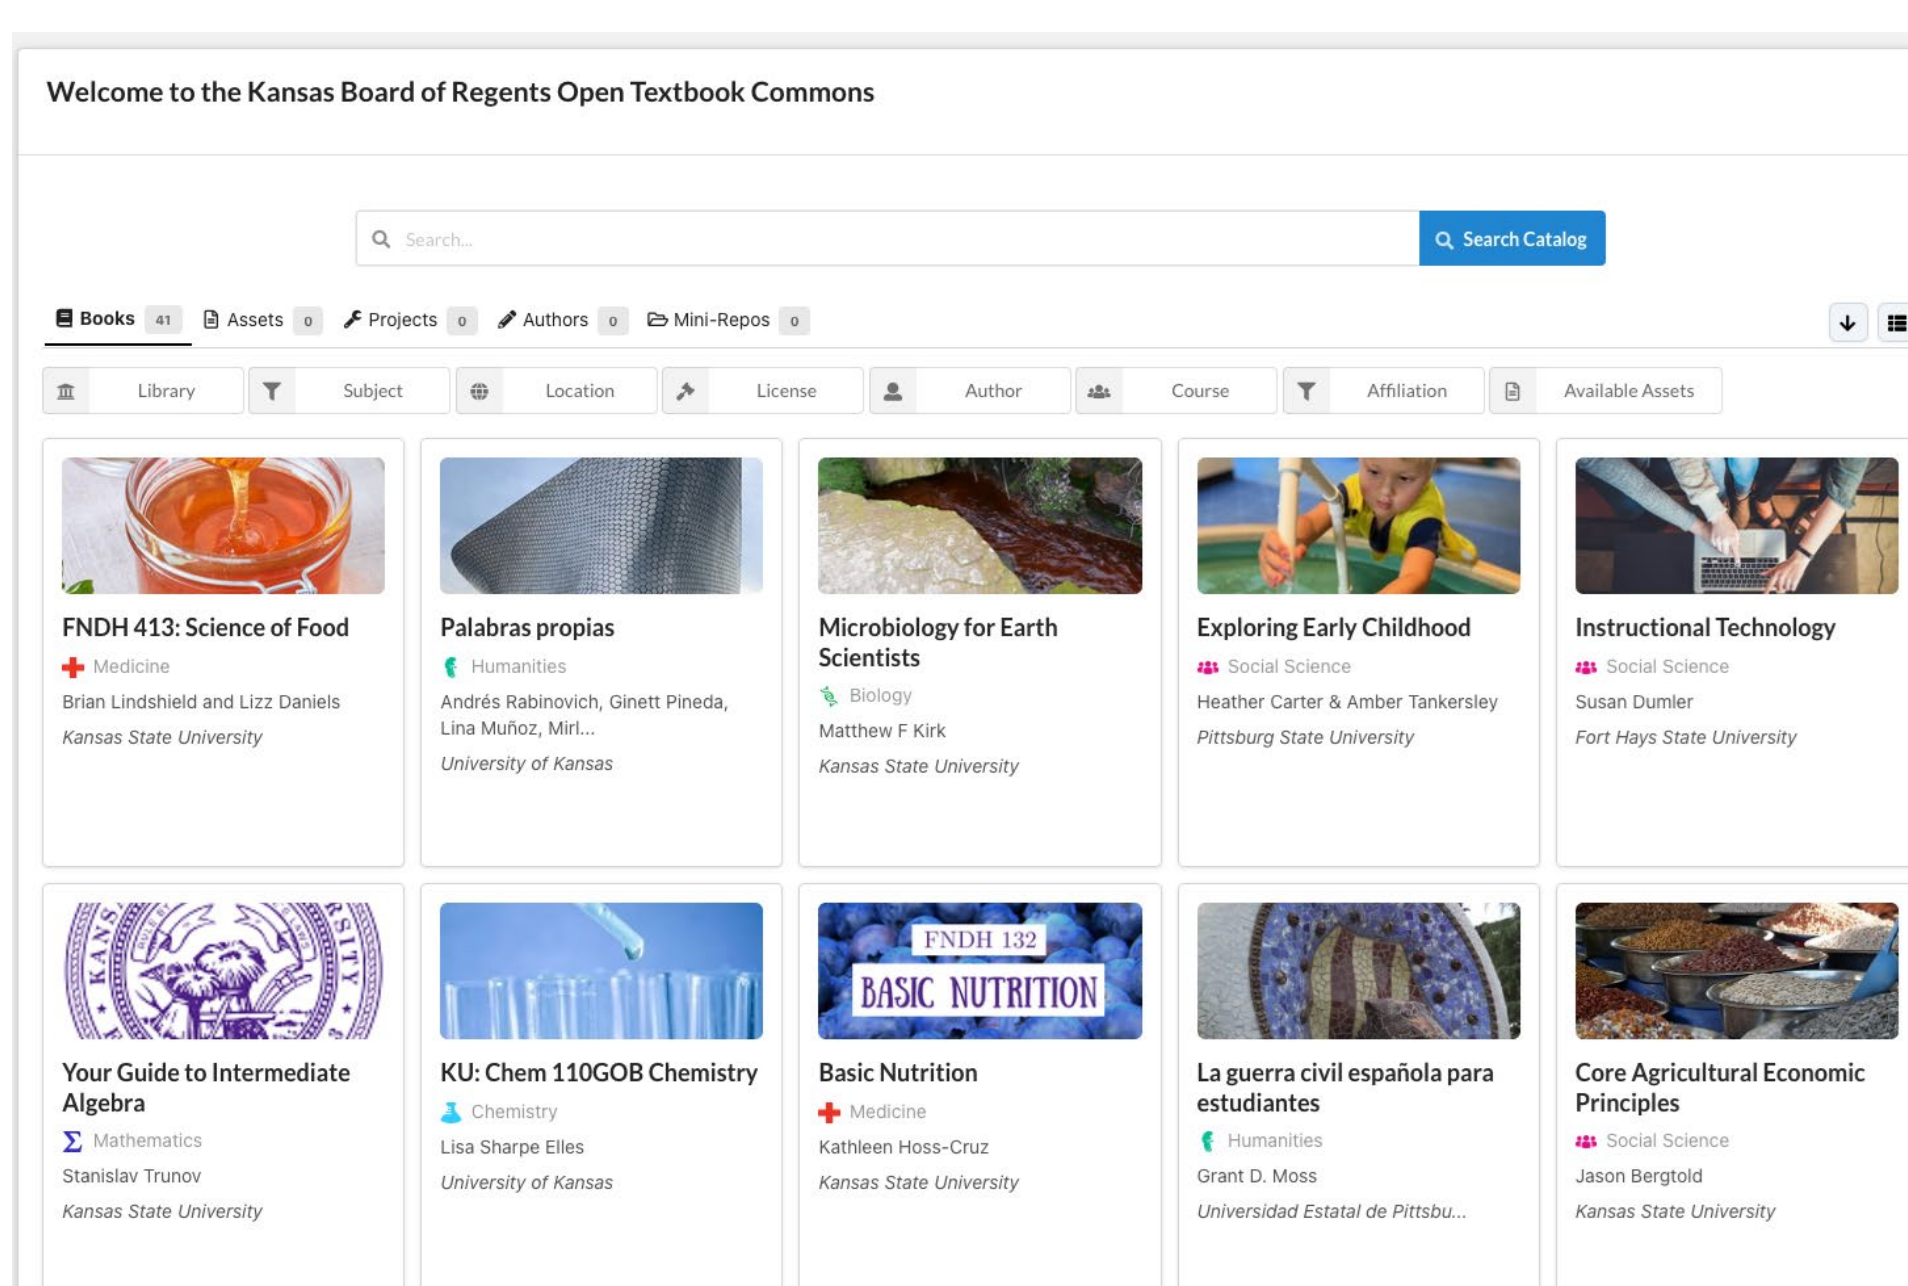 Welcome to the Kansas Board of Regents Open Textbook Commons
Search...
Search Catalog
Books 41 Assets 0 Projects 0 Authors 0 Mini-Repos 0
Library Subject Location License Author Course Affiliation Available Assets
FNDH 413: Science of Food
Medicine
Brian Lindshield and Lizz Daniels
Kansas State University
Palabras propias
Humanities
Andrés Rabinovich, Ginett Pineda,
Lina Muñoz, Mirl...
University of Kansas
Microbiology for Earth
Scientists
Biology
Matthew F Kirk
Kansas State University
Exploring Early Childhood
Social Science
Heather Carter & Amber Tankersley
Pittsburg State University
Instructional Technology
Social Science
Susan Dumler
Fort Hays State University
Your Guide to Intermediate
Algebra
Mathematics
Stanislav Trunov
Kansas State University
KU: Chem 110GOB Chemistry
Chemistry
Lisa Sharpe Elles
University of Kansas
FNDH 132
BASIC NUTRITION
Basic Nutrition
Medicine
Kathleen Hoss-Cruz
Kansas State University
La guerra civil española para
estudiantes
Humanities
Grant D. Moss
Universidad Estatal de Pittsbu...
Core Agricultural Economic
Principles
Social Science
Jason Bergtold
Kansas State University